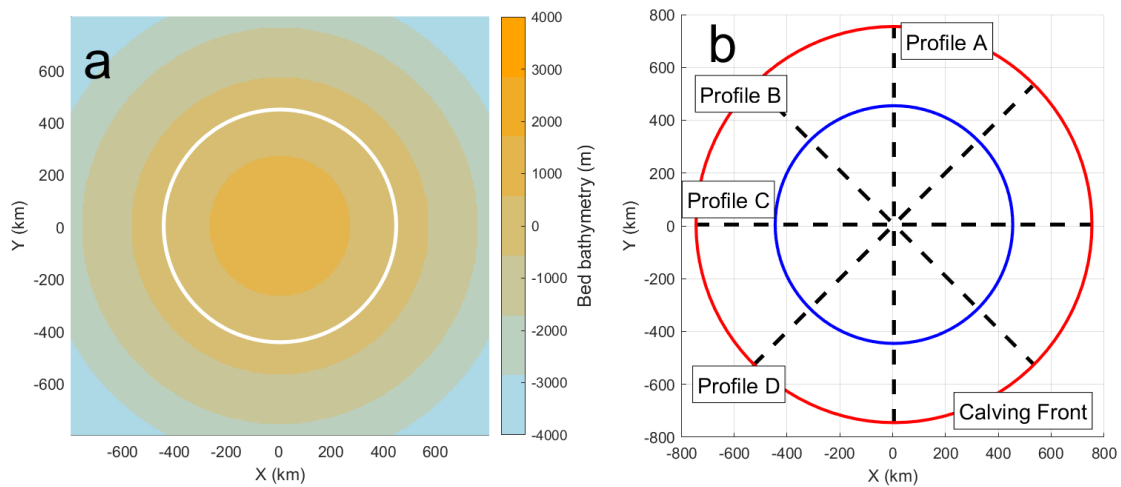 a
600
400
200
0
-200
-400
-600
Y (km)
-600 -400 -200 0 200 400 600
X (km)
4000
3000
2000
1000
0
-1000
-2000
-3000
-4000
Bed bathymetry (m)
b
800
600
400
200
0
-200
-400
-600
-800
Y (km)
Profile A
Profile B
Profile C
Profile D
Calving Front
-800 -600 -400 -200 0 200 400 600 800
X (km)